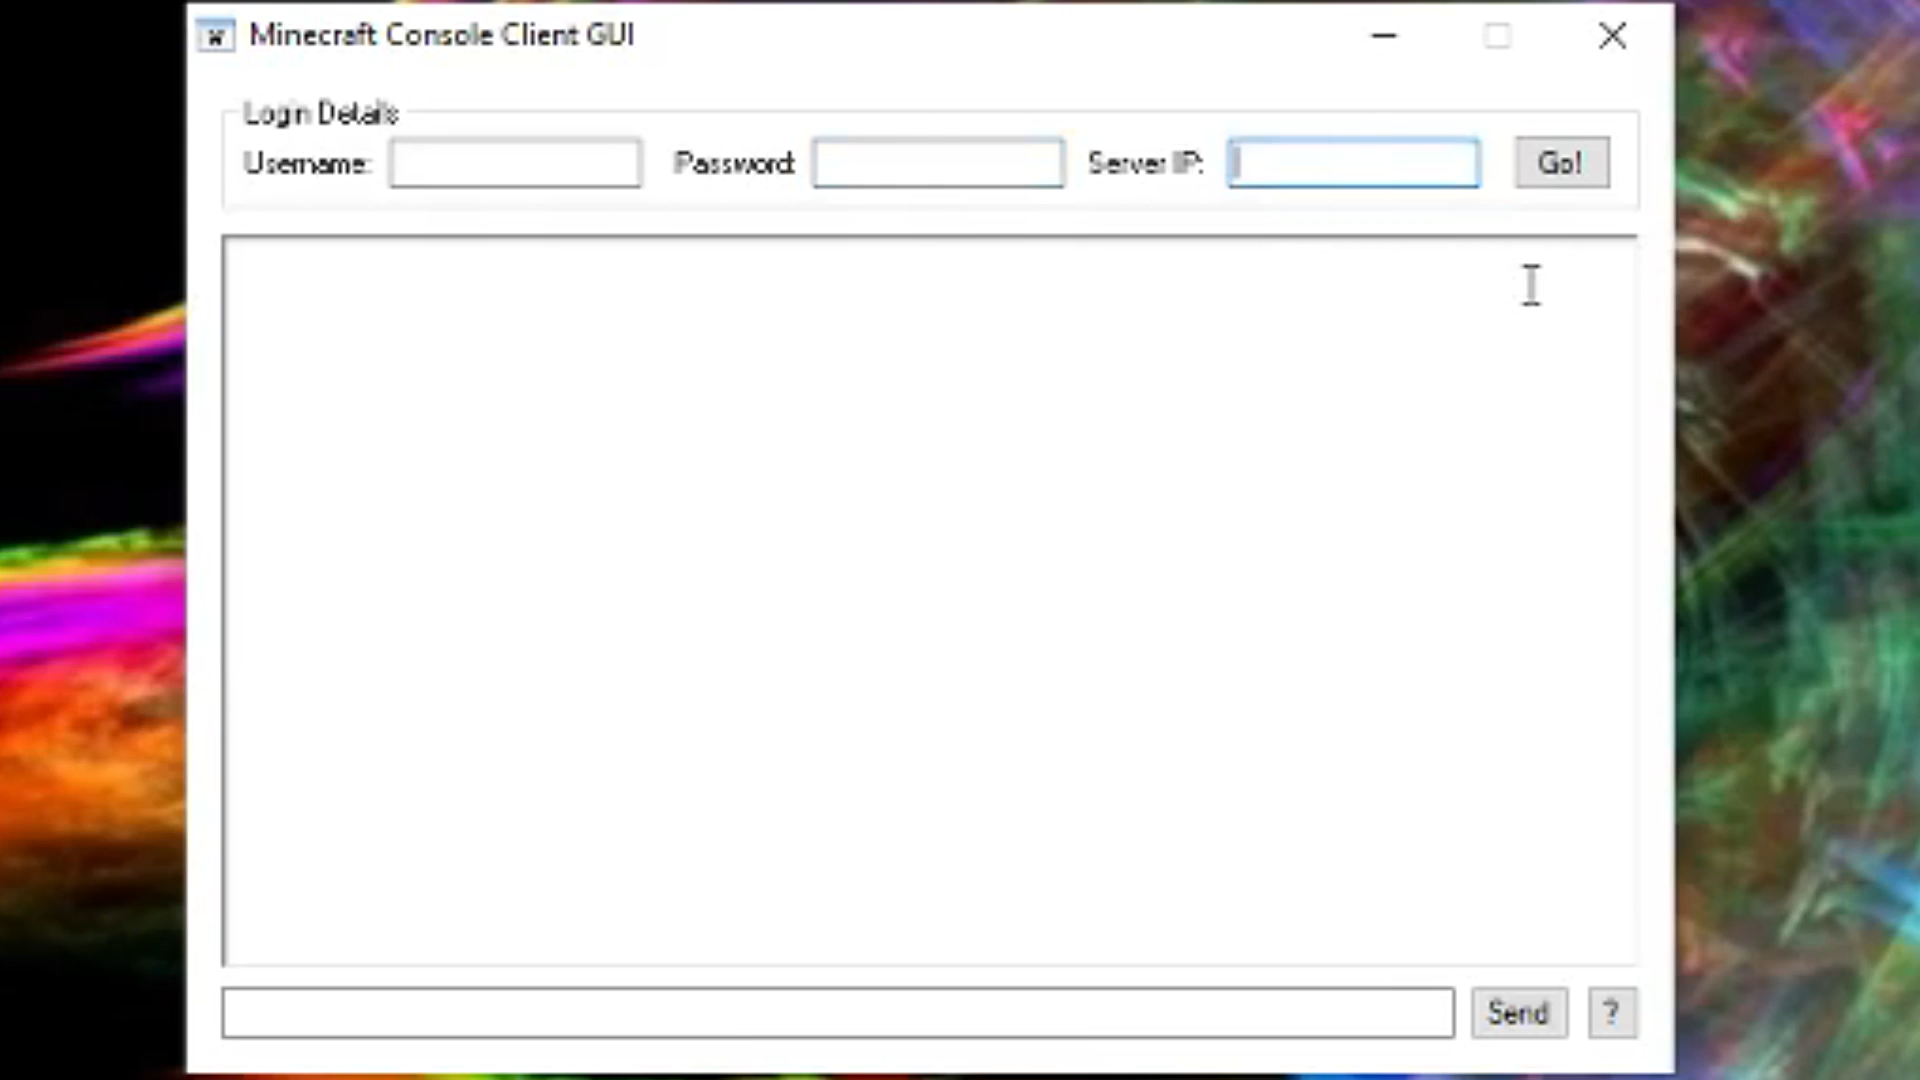 Minecraft Console Client GUI
Login Details
Username: Password: Server IP: Go!
Send ?